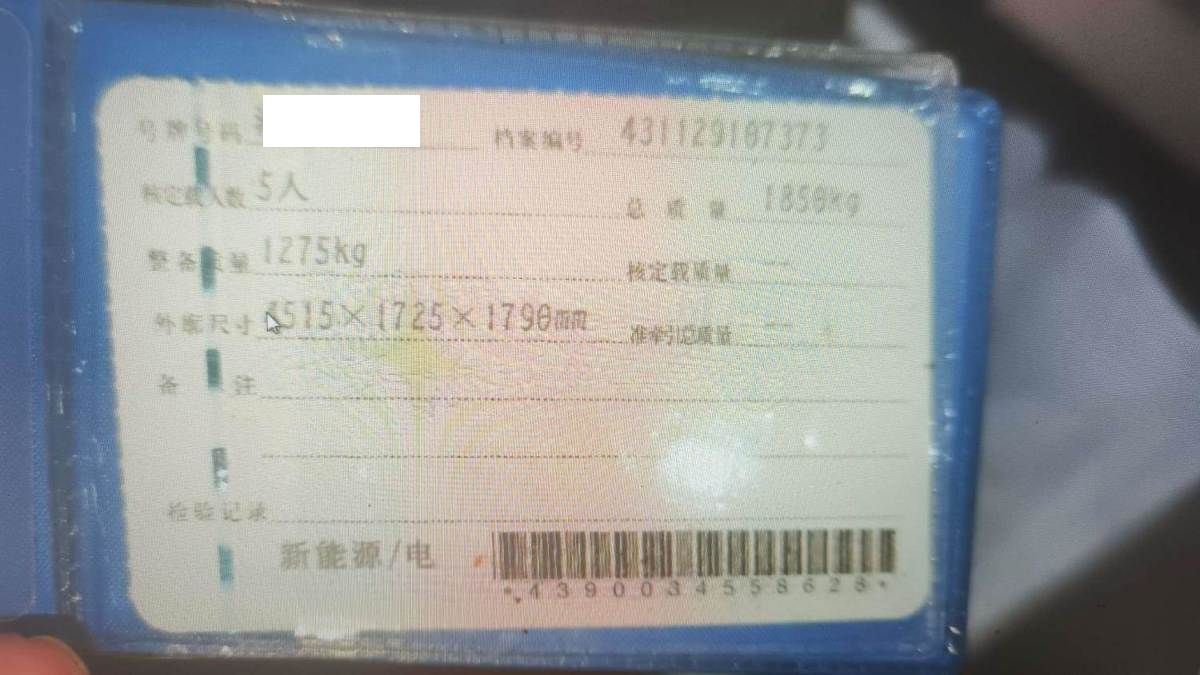 号牌号码 档案编号 431129107373
核定载人数 5人 总质量 1850kg
整备质量 1275kg 核定载质量 --
外廓尺寸 4515×1725×1790mm 准牵引总质量 --
备注
检验记录
新能源/电
*4390034558628*